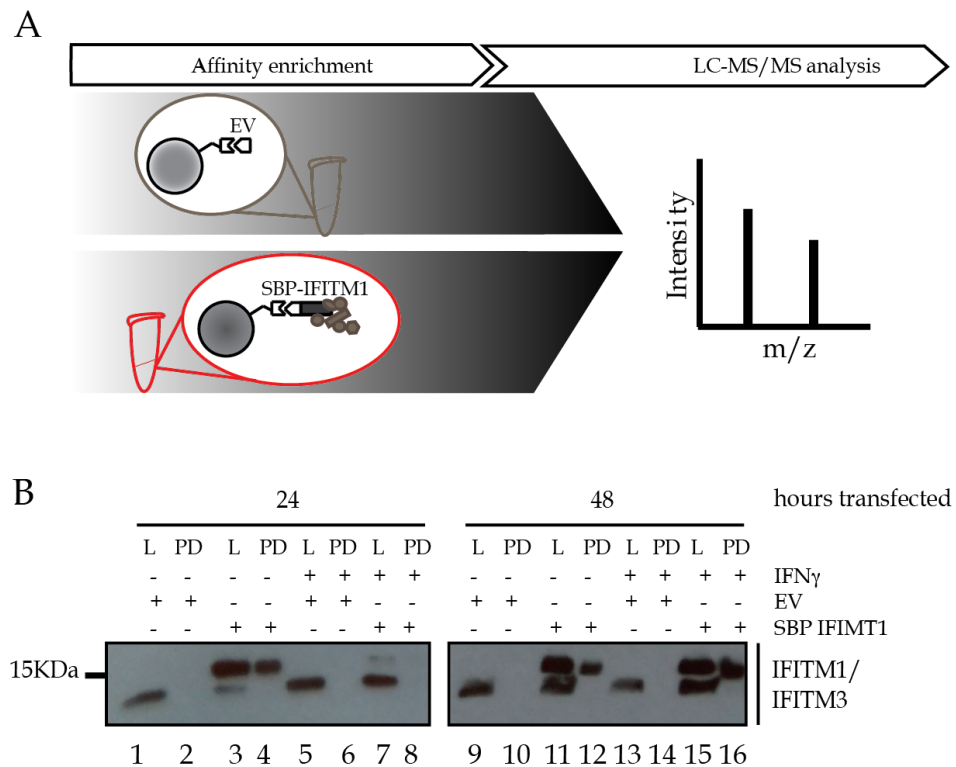 A
Affinity enrichment
LC-MS/MS analysis
EV
SBP-IFITM1
Intensity
m/z
B
24 48 hours transfected
L PD L PD L PD L PD L PD L PD L PD L PD
- - - - + + + + - - - - + + + + IFNγ
+ + - - + + - - + + - - + + - - EV
- - + + - - + + - - + + - - + + SBP IFIMT1
15KDa
IFITM1/
IFITM3
1 2 3 4 5 6 7 8 9 10 11 12 13 14 15 16